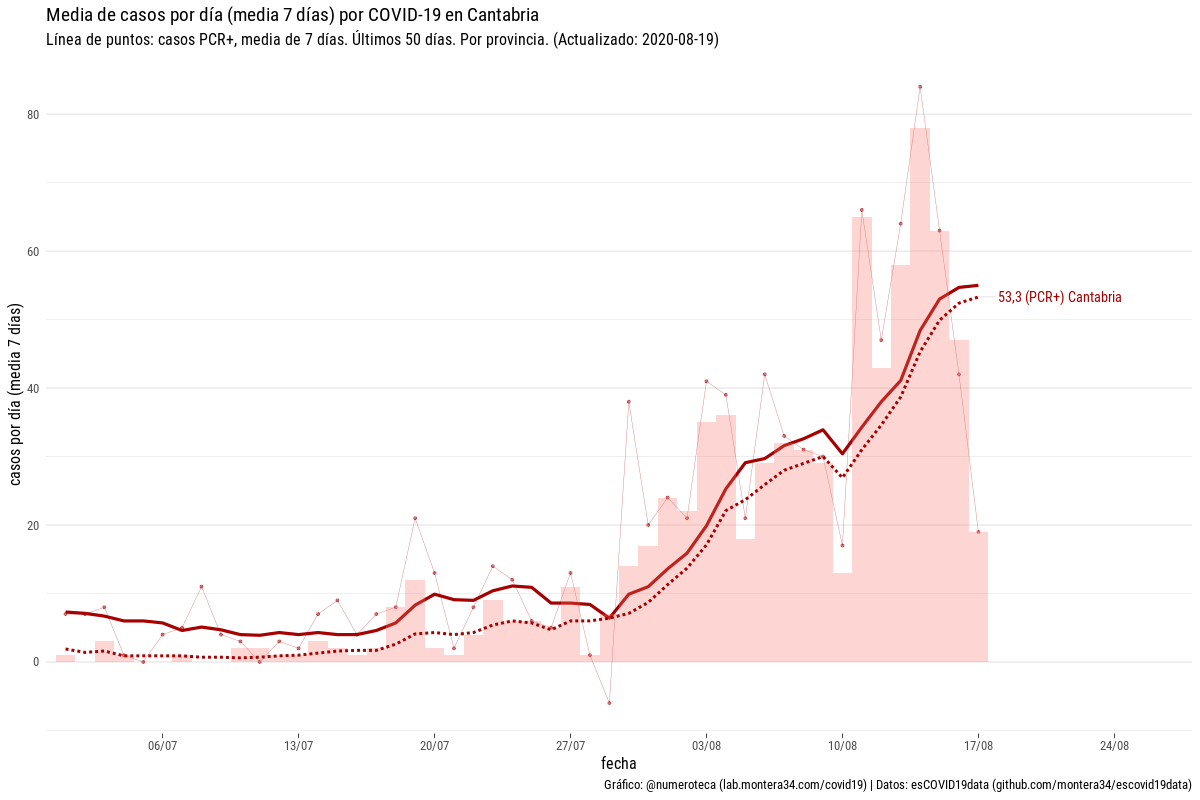 Media de casos por día (media 7 días) por COVID-19 en Cantabria
Línea de puntos: casos PCR+, media de 7 días. Últimos 50 días. Por provincia. (Actualizado: 2020-08-19)
casos por día (media 7 días)
80
60
40
20
0
53,3 (PCR+) Cantabria
06/07
13/07
20/07
27/07
03/08
10/08
17/08
24/08
fecha
Gráfico: @numeroteca (lab.montera34.com/covid19) | Datos: esCOVID19data (github.com/montera34/escovid19data)